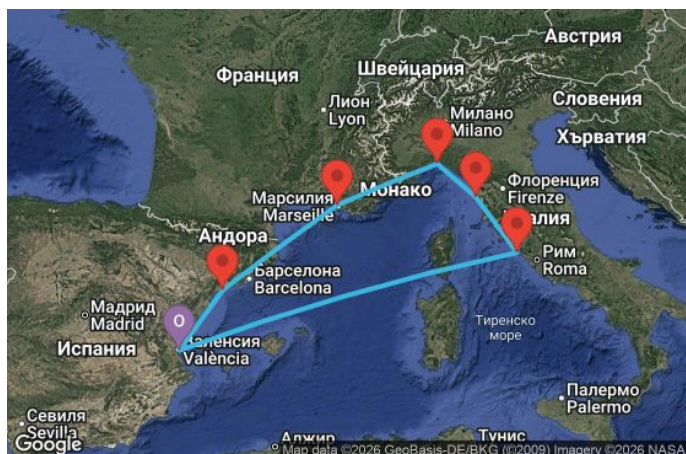 Австрия
Франция
Швейцария
Словения
Лион
Lyon
Милано
Milano
Хърватия
Марсилия
Marseille
Монако
Флоренция
Firenze
Андора
Барселона
Barcelona
Рим
Roma
Мадрид
Madrid
O
Испания
València
Тиренско
море
Палермо
Palermo
Севиля
Sevilla
Google
Алжир
Тунис
Map data ©2026 GeoBasis-DE/BKG (©2009) Imagery ©2026 NASA